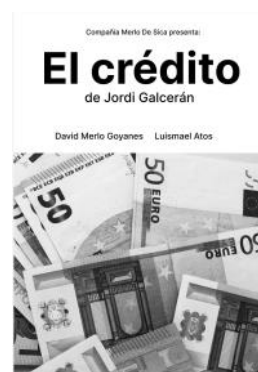 Compañía Merlo De Sica presenta:
El crédito
de Jordi Galcerán
David Merlo Goyanes Luismael Atos
50
50 EURO
50 EURO